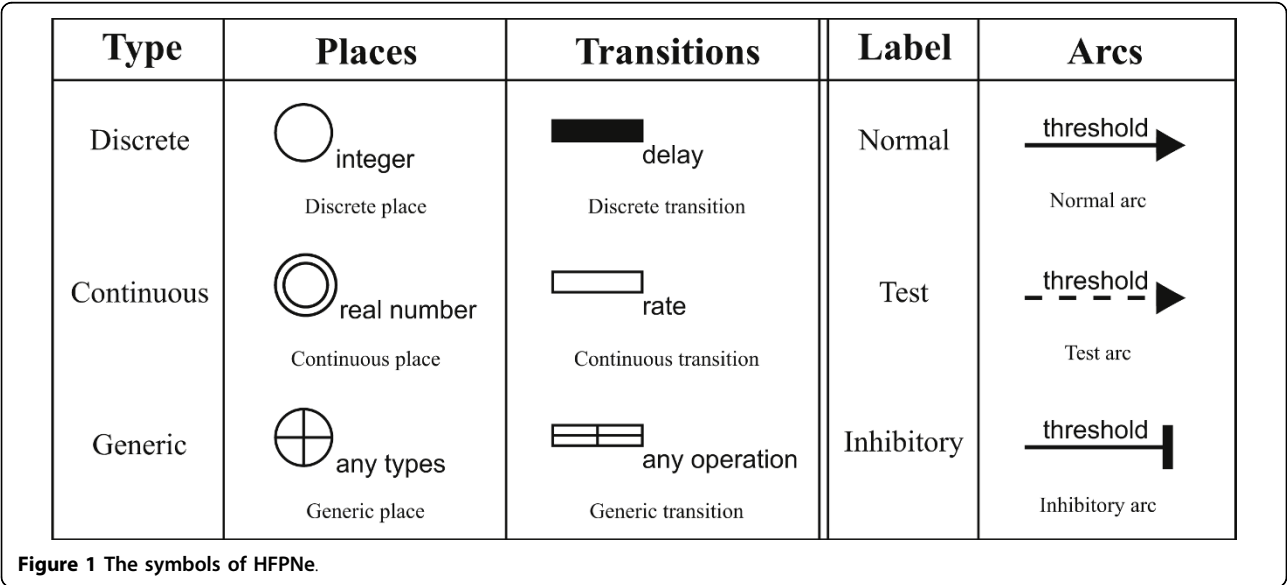 Type Places Transitions Label Arcs
Discrete integer delay Normal threshold
Discrete place Discrete transition Normal arc
Continuous real number rate Test threshold
Continuous place Continuous transition Test arc
Generic any types any operation Inhibitory threshold
Generic place Generic transition Inhibitory arc
Figure 1 The symbols of HFPNe.